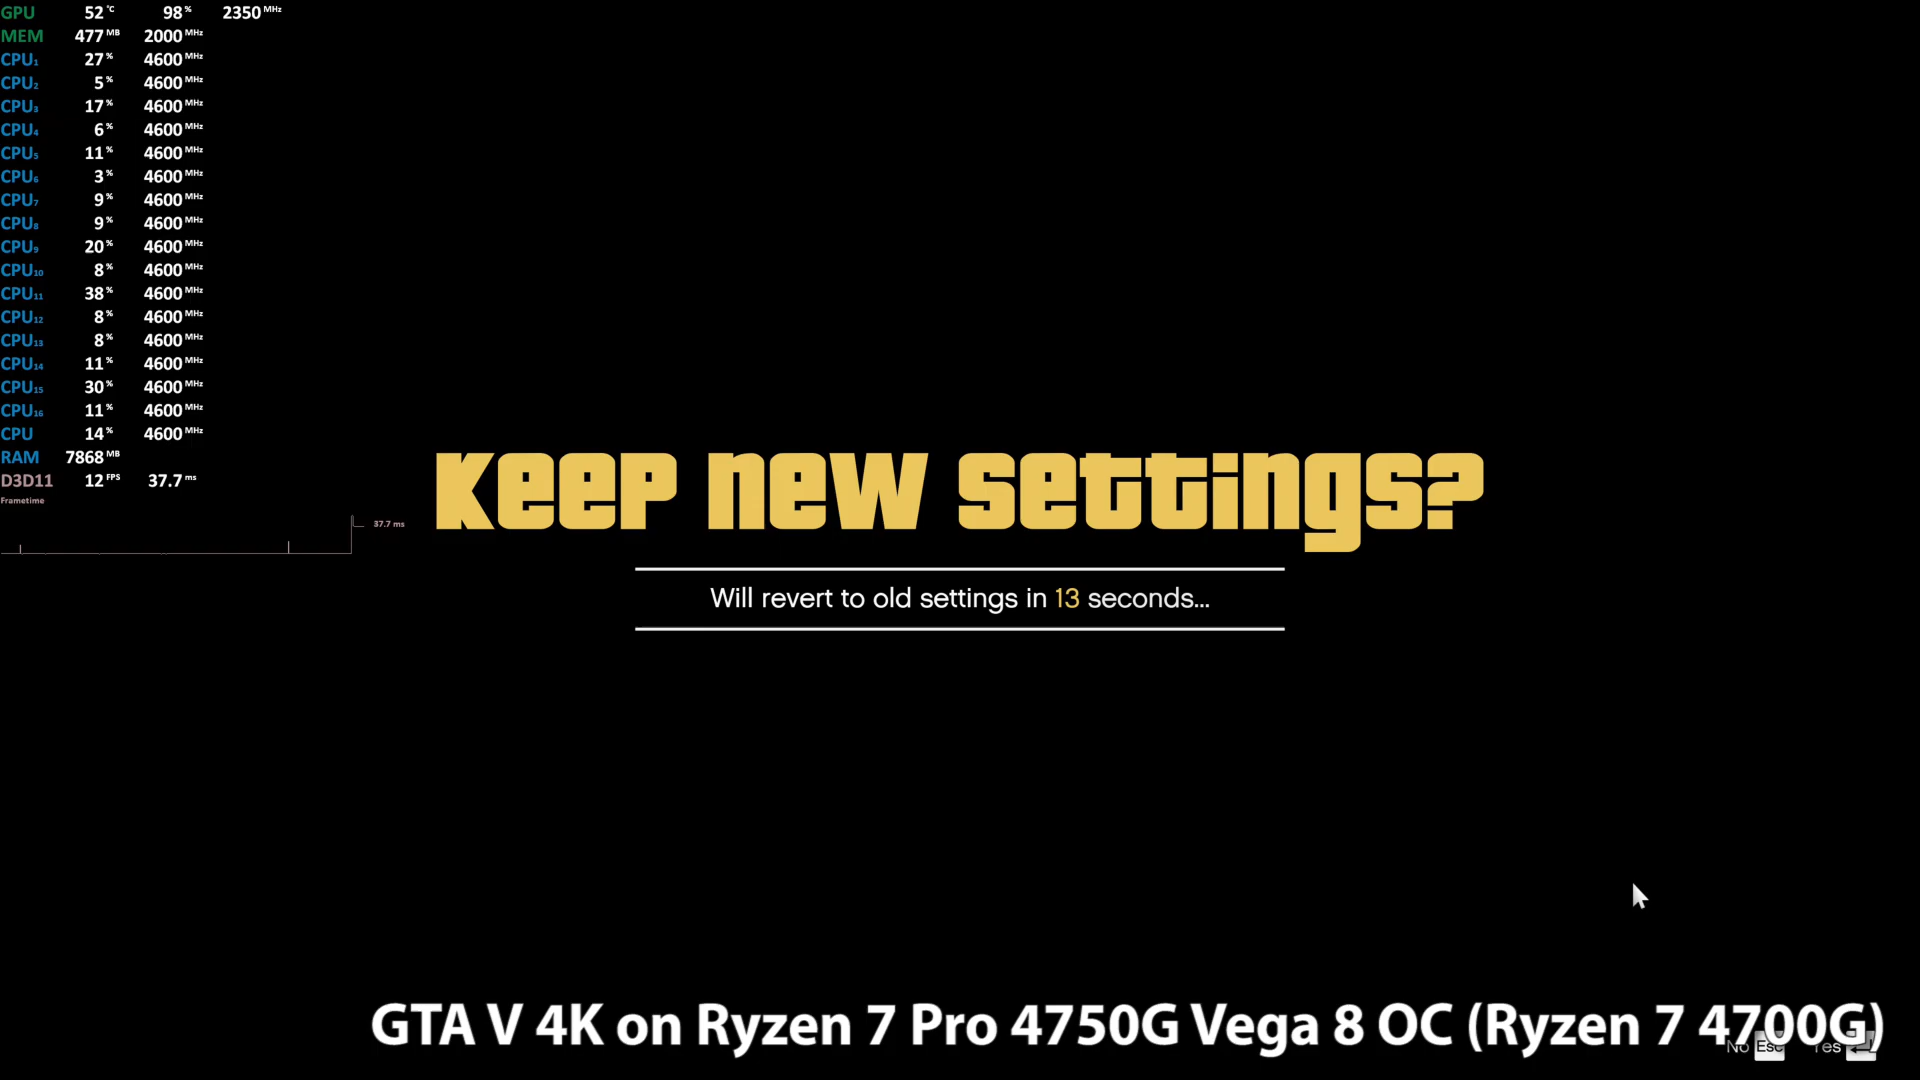 GPU 52 °C 98 % 2350 MHz
MEM 477 MB 2000 MHz
CPU1 27 % 4600 MHz
CPU2 5 % 4600 MHz
CPU3 17 % 4600 MHz
CPU4 6 % 4600 MHz
CPU5 11 % 4600 MHz
CPU6 3 % 4600 MHz
CPU7 9 % 4600 MHz
CPU8 9 % 4600 MHz
CPU9 20 % 4600 MHz
CPU10 8 % 4600 MHz
CPU11 38 % 4600 MHz
CPU12 8 % 4600 MHz
CPU13 8 % 4600 MHz
CPU14 11 % 4600 MHz
CPU15 30 % 4600 MHz
CPU16 11 % 4600 MHz
CPU 14 % 4600 MHz
RAM 7868 MB
D3D11 12 FPS 37.7 ms
Frametime
37.7 ms
Keep new settings?
Will revert to old settings in 13 seconds...
GTA V 4K on Ryzen 7 Pro 4750G Vega 8 OC (Ryzen 7 4700G)
No Esc Yes